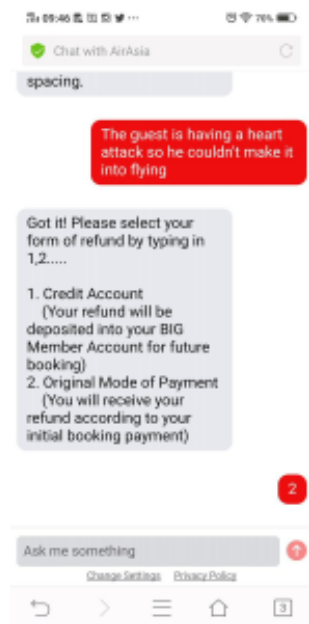 09:46
70%
Chat with AirAsia
spacing.
The guest is having a heart
attack so he couldn't make it
into flying
Got it! Please select your
form of refund by typing in
1,2.....
1. Credit Account
(Your refund will be
deposited into your BIG
Member Account for future
booking)
2. Original Mode of Payment
(You will receive your
refund according to your
initial booking payment)
2
Ask me something
Change Settings Privacy Policy
3